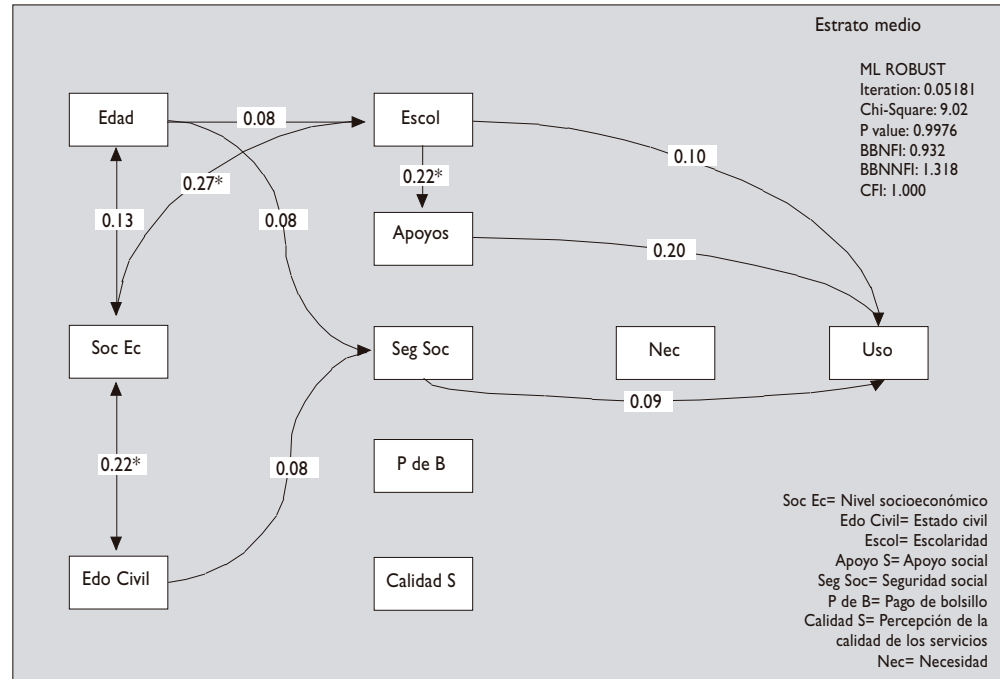 Estrato medio
ML ROBUST
Iteration: 0.05181
Chi-Square: 9.02
P value: 0.9976
BBNFI: 0.932
BBNNFI: 1.318
CFI: 1.000
Edad
0.08
Escol
0.27*
0.22*
0.10
0.13
0.08
Apoyos
0.20
Soc Ec
Seg Soc
Nec
Uso
0.09
0.22*
0.08
P de B
Edo Civil
Calidad S
Soc Ec= Nivel socioeconómico
Edo Civil= Estado civil
Escol= Escolaridad
Apoyo S= Apoyo social
Seg Soc= Seguridad social
P de B= Pago de bolsillo
Calidad S= Percepción de la
calidad de los servicios
Nec= Necesidad